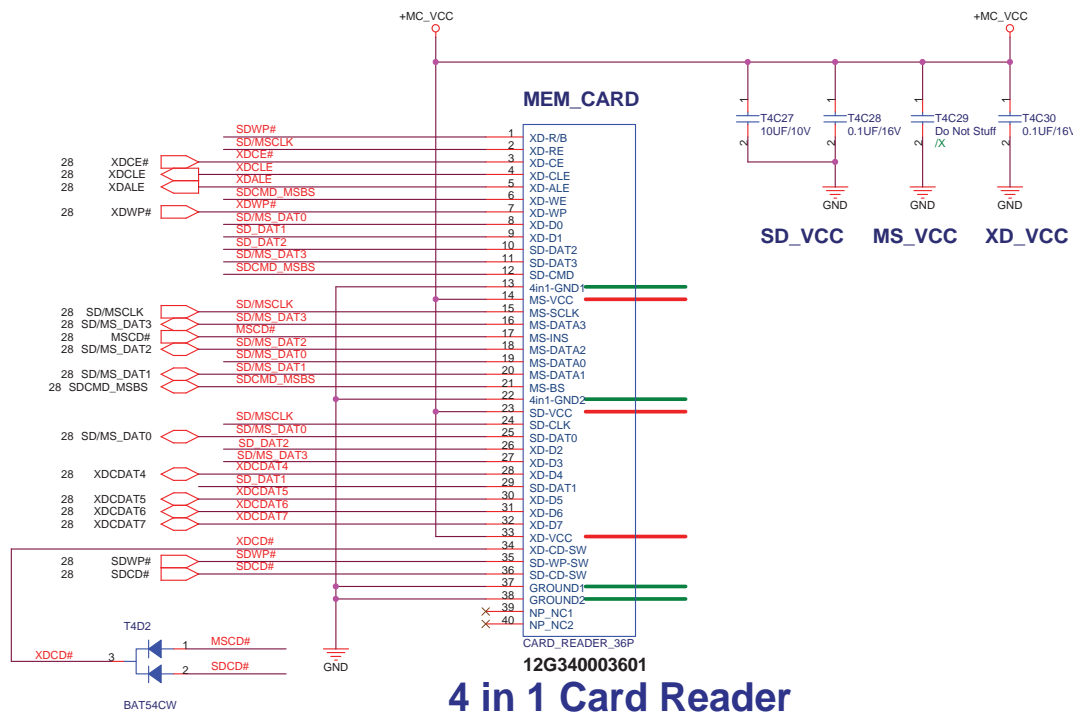 +MC_VCC
+MC_VCC
MEM_CARD
1
T4C27
10UF/10V
2
1
T4C28
0.1UF/16V
2
1
T4C29
Do Not Stuff
/X
2
1
T4C30
0.1UF/16V
2
GND
GND
GND
SD_VCC
MS_VCC
XD_VCC
SDWP# 1 XD-R/B
SD/MSCLK 2 XD-RE
28 XDCE# XDCE# 3 XD-CE
28 XDCLE XDCLE 4 XD-CLE
28 XDALE XDALE 5 XD-ALE
SDCMD_MSBS 6 XD-WE
28 XDWP# XDWP# 7 XD-WP
SD/MS_DAT0 8 XD-D0
SD_DAT1 9 XD-D1
SD_DAT2 10 SD-DAT2
SD/MS_DAT3 11 SD-DAT3
SDCMD_MSBS 12 SD-CMD
13 4in1-GND1
14 MS-VCC
28 SD/MSCLK SD/MSCLK 15 MS-SCLK
28 SD/MS_DAT3 SD/MS_DAT3 16 MS-DATA3
28 MSCD# MSCD# 17 MS-INS
28 SD/MS_DAT2 SD/MS_DAT2 18 MS-DATA2
SD/MS_DAT0 19 MS-DATA0
28 SD/MS_DAT1 SD/MS_DAT1 20 MS-DATA1
28 SDCMD_MSBS SDCMD_MSBS 21 MS-BS
22 4in1-GND2
23 SD-VCC
SD/MSCLK 24 SD-CLK
28 SD/MS_DAT0 SD/MS_DAT0 25 SD-DAT0
SD_DAT2 26 XD-D2
SD/MS_DAT3 27 XD-D3
28 XDCDAT4 XDCDAT4 28 XD-D4
SD_DAT1 29 SD-DAT1
28 XDCDAT5 XDCDAT5 30 XD-D5
28 XDCDAT6 XDCDAT6 31 XD-D6
28 XDCDAT7 XDCDAT7 32 XD-D7
33 XD-VCC
XDCD# 34 XD-CD-SW
28 SDWP# SDWP# 35 SD-WP-SW
28 SDCD# SDCD# 36 SD-CD-SW
37 GROUND1
38 GROUND2
39 NP_NC1
40 NP_NC2
CARD_READER_36P
12G340003601
GND
T4D2
XDCD# 3
1 MSCD#
2 SDCD#
BAT54CW
4 in 1 Card Reader